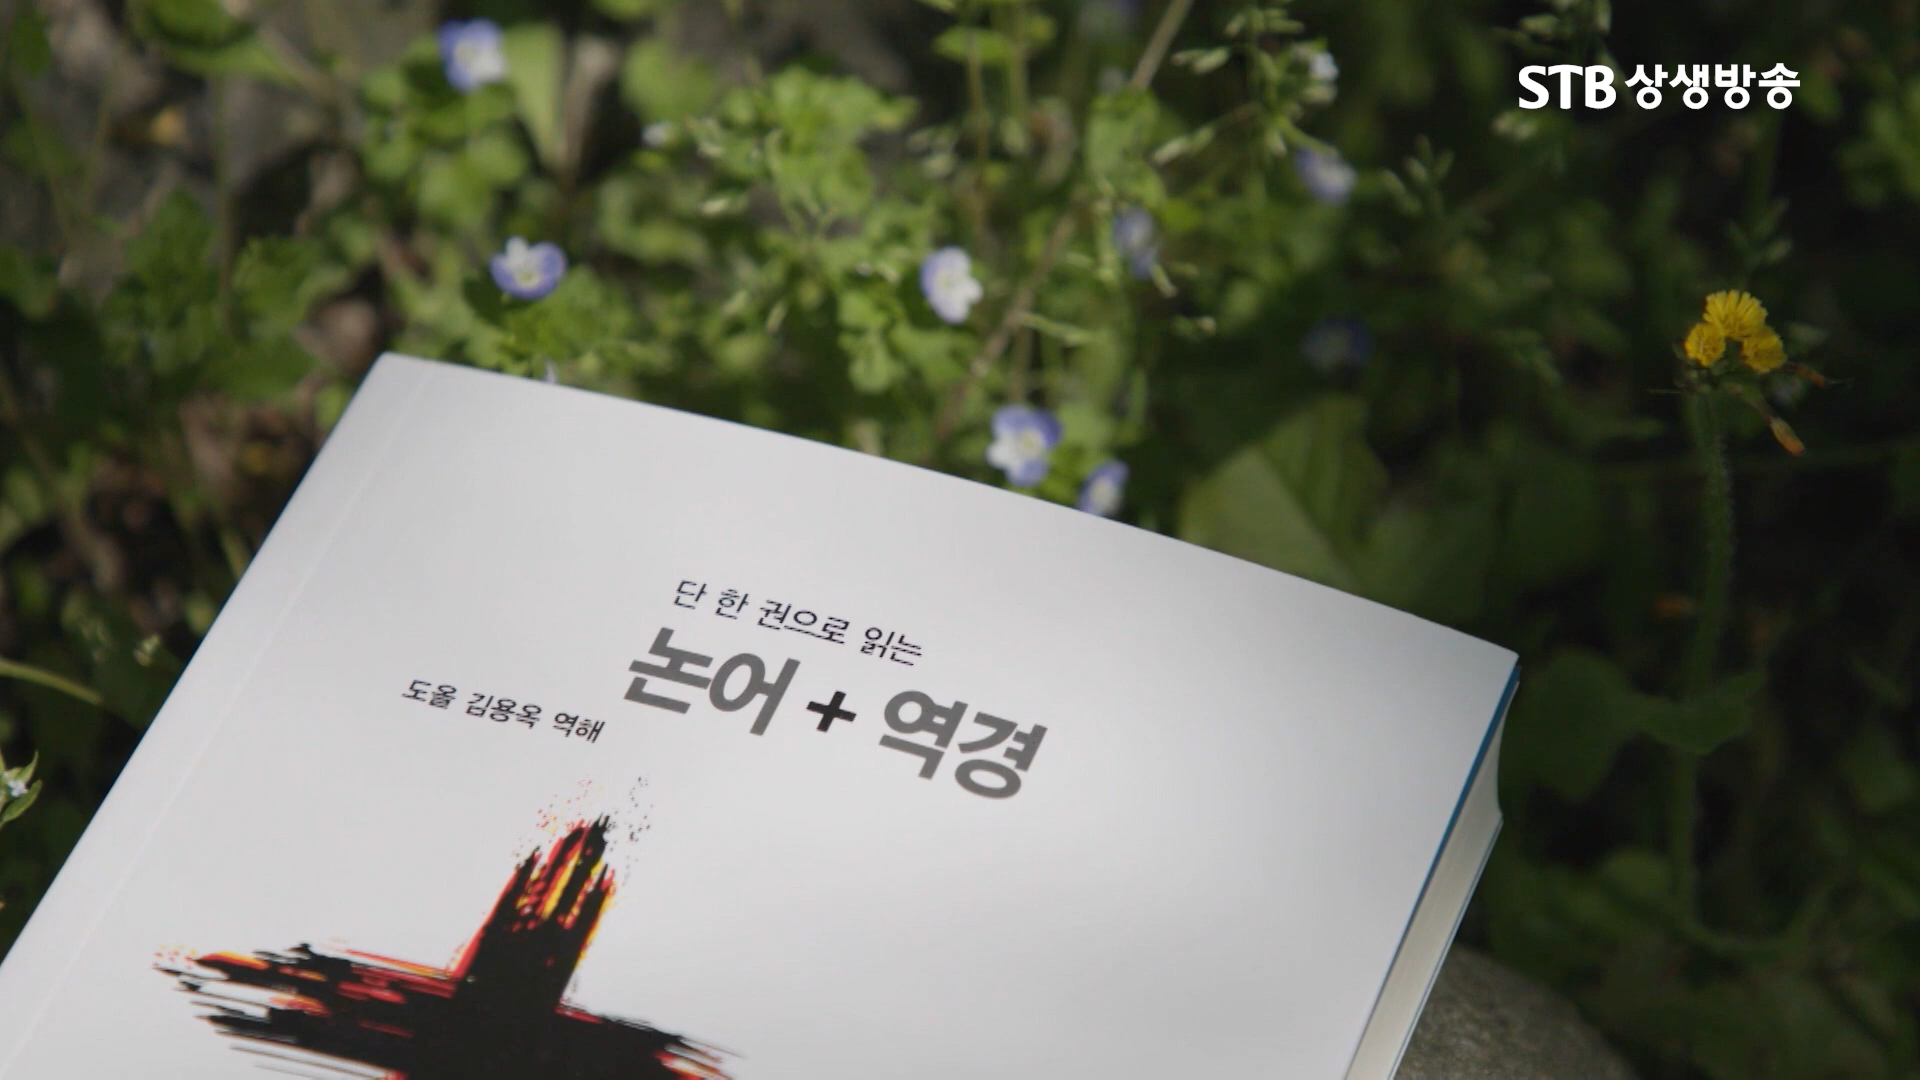 STB 상생방송
단 한 권으로 읽는
논어 + 역경
도올 김용옥 역해